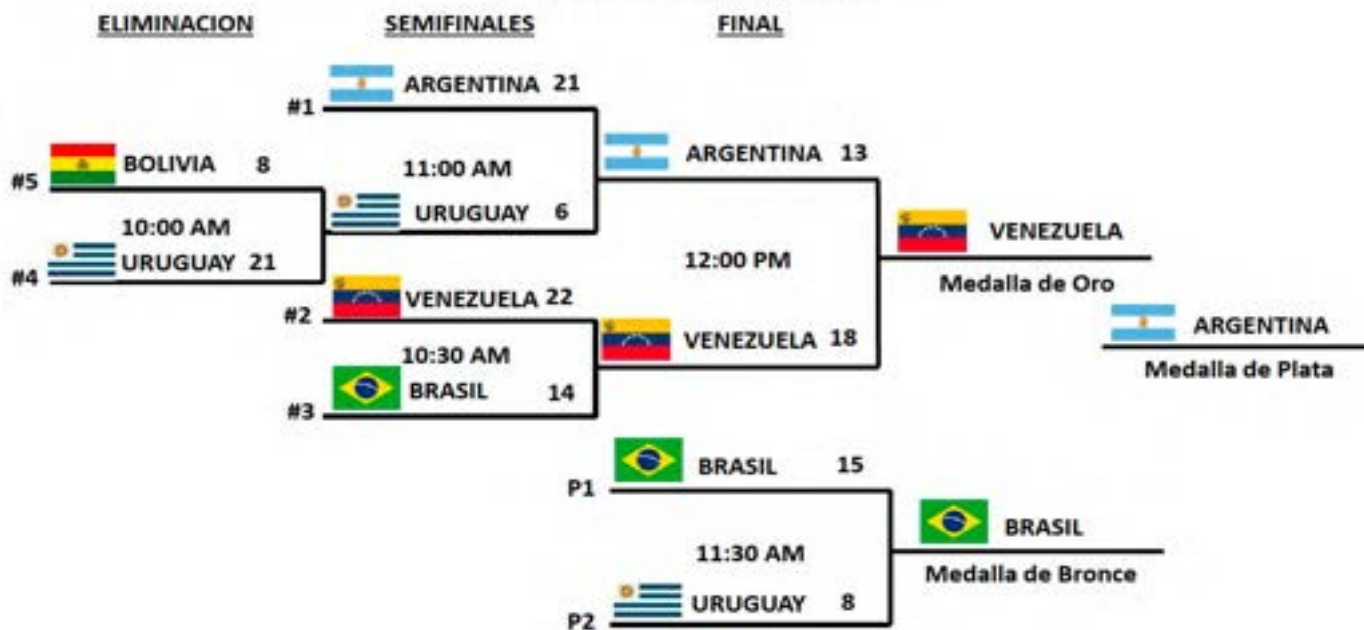 ELIMINACION
SEMIFINALES
FINAL
#1
ARGENTINA 21
11:00 AM
URUGUAY 6
#5
BOLIVIA 8
10:00 AM
#4
URUGUAY 21
#2
VENEZUELA 22
10:30 AM
#3
BRASIL 14
ARGENTINA 13
12:00 PM
VENEZUELA 18
VENEZUELA
Medalla de Oro
ARGENTINA
Medalla de Plata
P1
BRASIL 15
11:30 AM
P2
URUGUAY 8
BRASIL
Medalla de Bronce